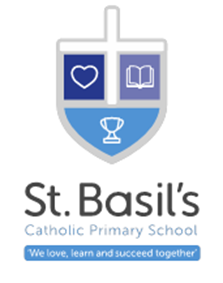 St. Basil's
Catholic Primary School
'We love, learn and succeed together'